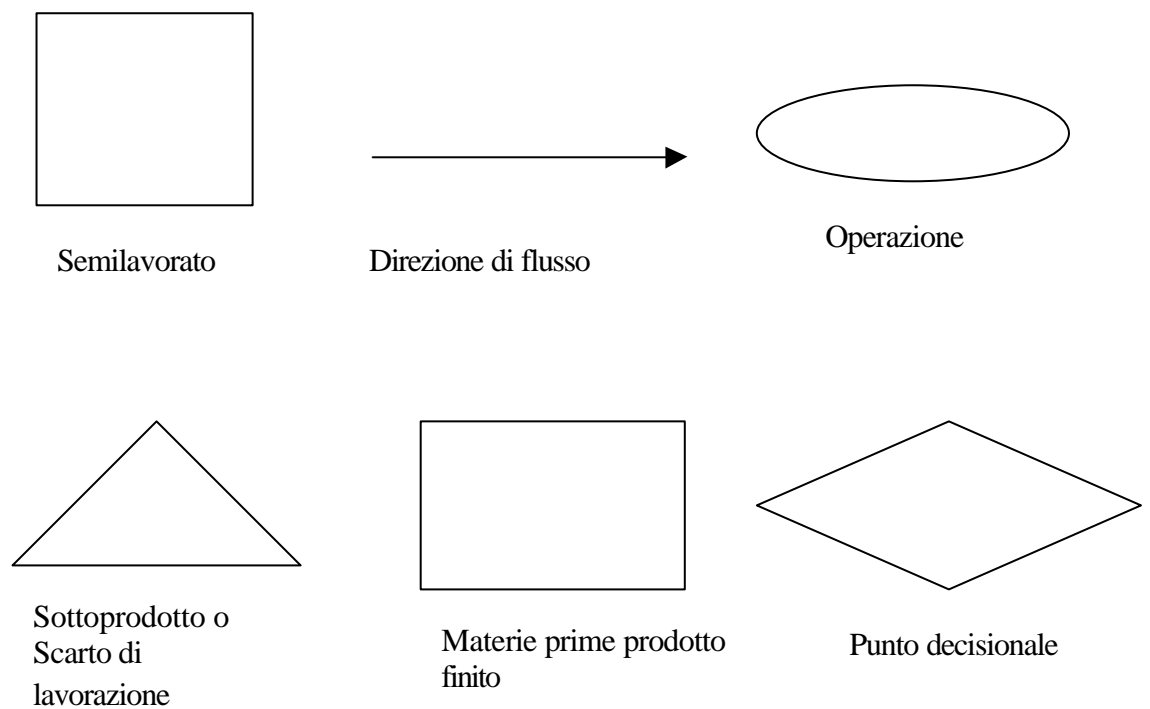 Semilavorato
Direzione di flusso
Operazione
Sottoprodotto o
Scarto di
lavorazione
Materie prime prodotto
finito
Punto decisionale